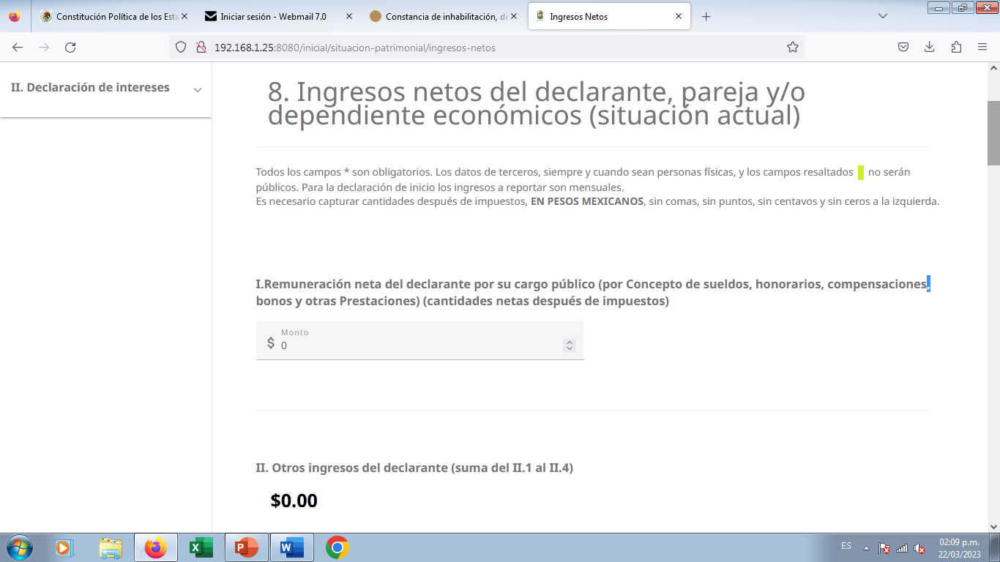 Constitución Política de los Esta
Iniciar sesión - Webmail 7.0
Constancia de inhabilitación, de
Ingresos Netos
192.168.1.25:8080/inicial/situacion-patrimonial/ingresos-netos
II. Declaración de intereses
8. Ingresos netos del declarante, pareja y/o
dependiente económicos (situación actual)
Todos los campos * son obligatorios. Los datos de terceros, siempre y cuando sean personas físicas, y los campos resaltados no serán
públicos. Para la declaración de inicio los ingresos a reportar son mensuales.
Es necesario capturar cantidades después de impuestos, EN PESOS MEXICANOS, sin comas, sin puntos, sin centavos y sin ceros a la izquierda.
I.Remuneración neta del declarante por su cargo público (por Concepto de sueldos, honorarios, compensaciones,
bonos y otras Prestaciones) (cantidades netas después de impuestos)
Monto
$ 0
II. Otros ingresos del declarante (suma del II.1 al II.4)
$0.00
ES
02:09 p.m.
22/03/2023